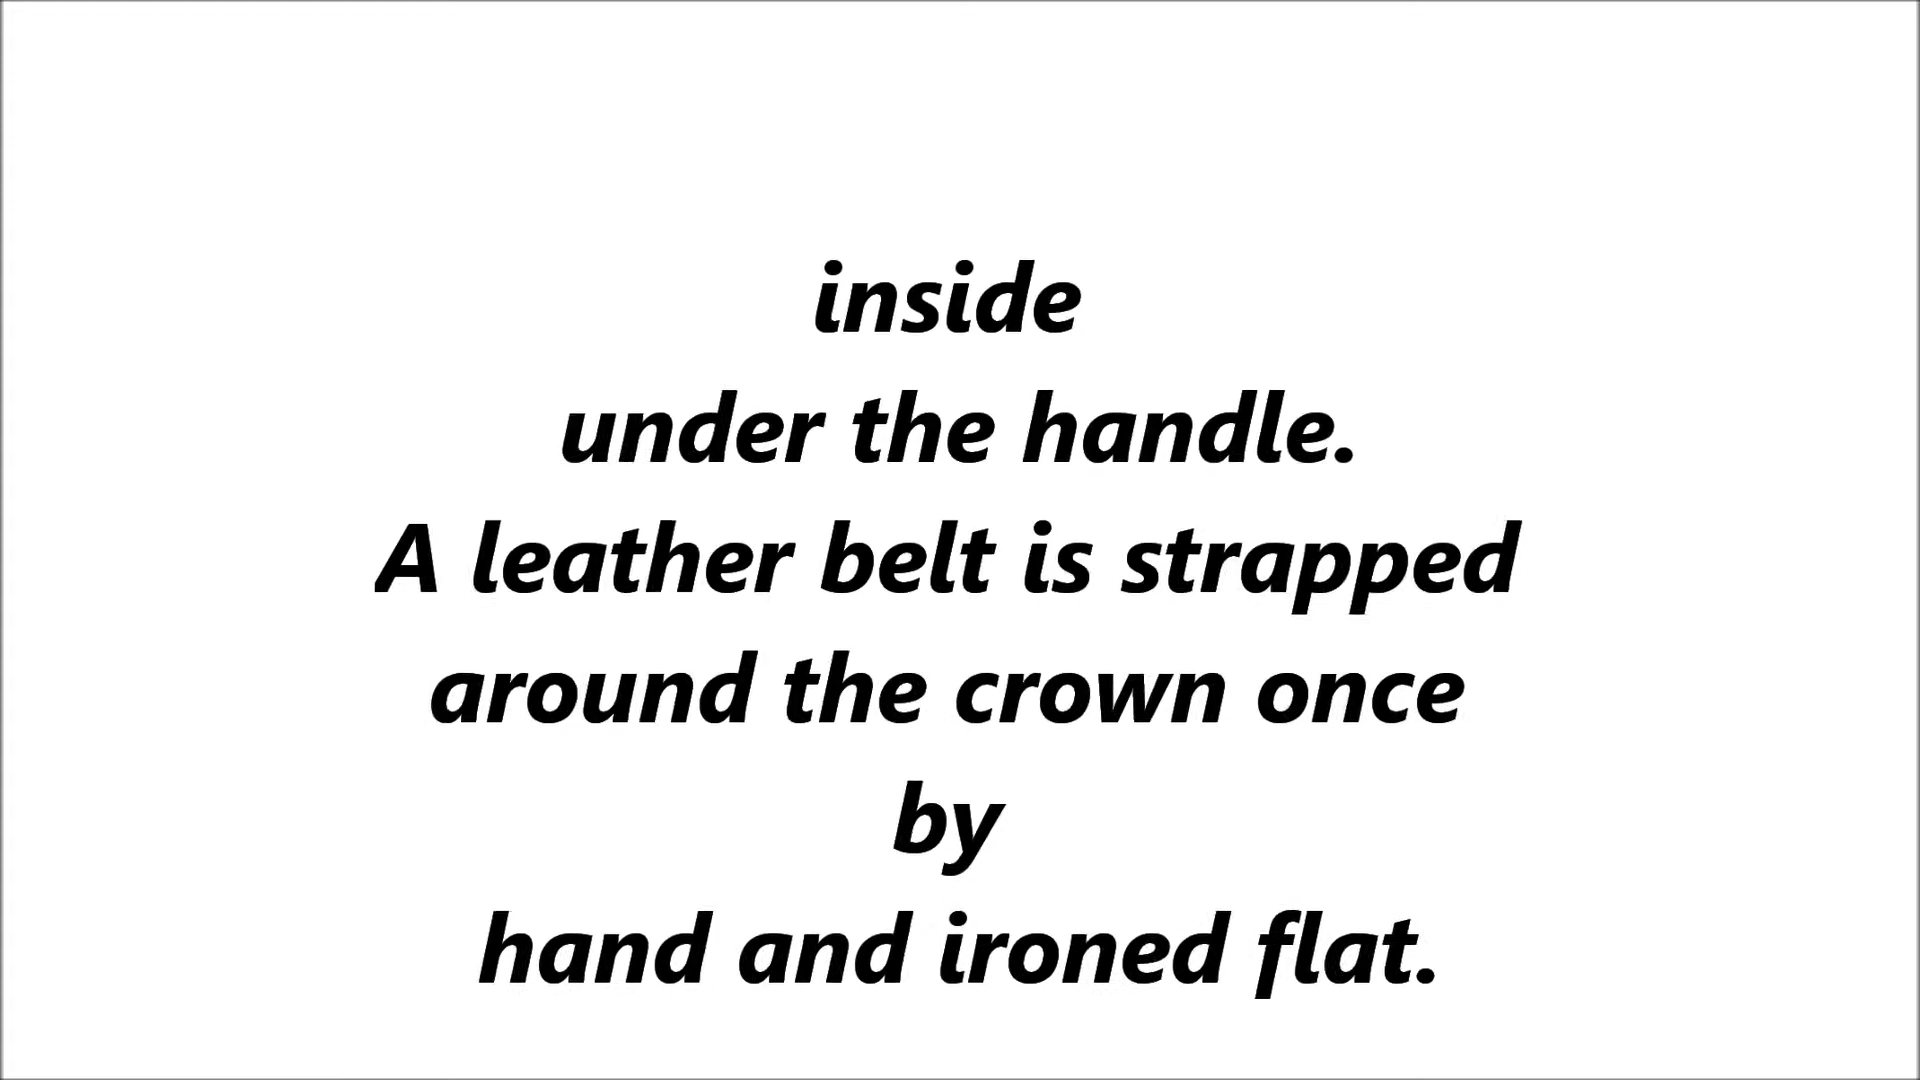 inside
under the handle.
A leather belt is strapped
around the crown once
by
hand and ironed flat.